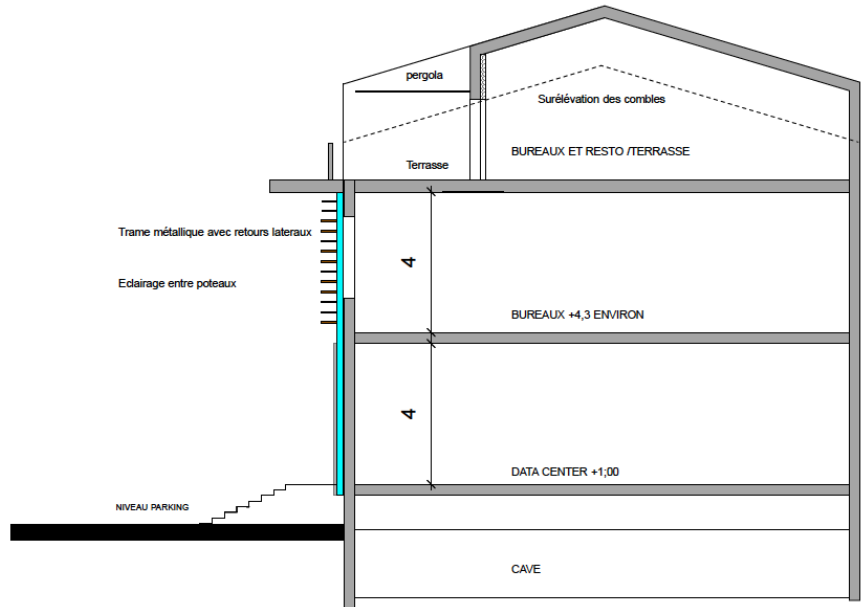 pergola
Surélévation des combles
BUREAUX ET RESTO /TERRASSE
Terrasse
Trame métallique avec retours lateraux
4
Eclairage entre poteaux
BUREAUX +4,3 ENVIRON
4
DATA CENTER +1;00
NIVEAU PARKING
CAVE